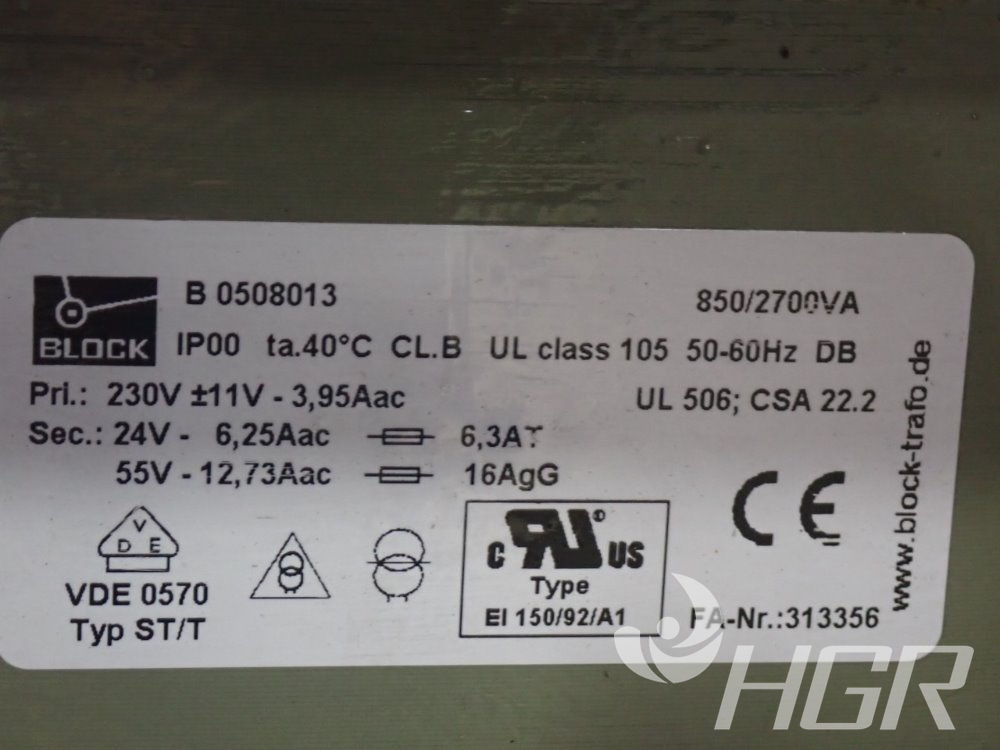 BLOCK
B 0508013
850/2700VA
IP00 ta.40°C CL.B UL class 105 50-60Hz DB
Pri.: 230V ±11V - 3,95Aac
UL 506; CSA 22.2
Sec.: 24V - 6,25Aac 6,3AT
55V - 12,73Aac 16AgG
V
D E
VDE 0570
Typ ST/T
C RU® US
Type
EI 150/92/A1
CE
FA-Nr.:313356
www.block-trafo.de
HGR